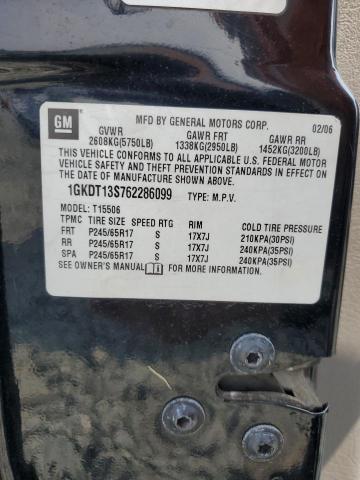 GM
MFD BY GENERAL MOTORS CORP. 02/06
GVWR GAWR FRT GAWR RR
2608KG(5750LB) 1338KG(2950LB) 1452KG(3200LB)
THIS VEHICLE CONFORMS TO ALL APPLICABLE U.S. FEDERAL MOTOR
VEHICLE SAFETY AND THEFT PREVENTION STANDARDS IN EFFECT ON
THE DATE OF MANUFACTURE SHOWN ABOVE.
1GKDT13S762286099 TYPE: M.P.V.
MODEL: T15506
TPMC TIRE SIZE SPEED RTG RIM COLD TIRE PRESSURE
FRT P245/65R17 S 17X7J 210KPA(30PSI)
RR P245/65R17 S 17X7J 240KPA(35PSI)
SPA P245/65R17 S 17X7J 240KPA(35PSI)
SEE OWNER'S MANUAL FOR MORE INFORMATION.